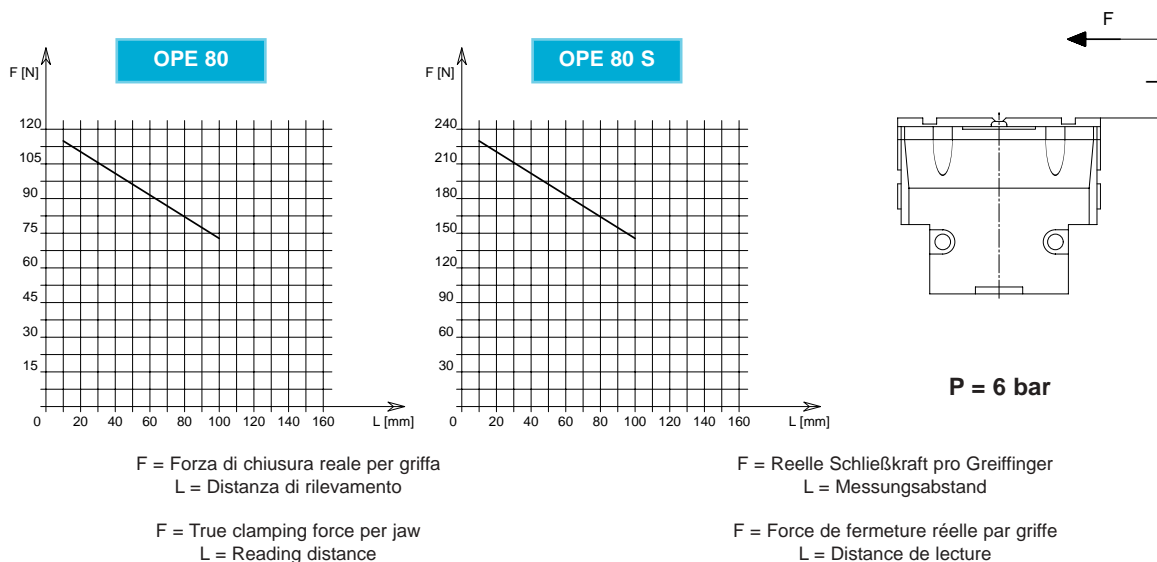 OPE 80
F [N]
120
105
90
75
60
45
30
15
0 20 40 60 80 100 120 140 160 L [mm]
OPE 80 S
F [N]
240
210
180
150
120
90
60
30
0 20 40 60 80 100 120 140 160 L [mm]
F
P = 6 bar
F = Forza di chiusura reale per griffa
L = Distanza di rilevamento
F = True clamping force per jaw
L = Reading distance
F = Reelle Schließkraft pro Greiffinger
L = Messungsabstand
F = Force de fermeture réelle par griffe
L = Distance de lecture